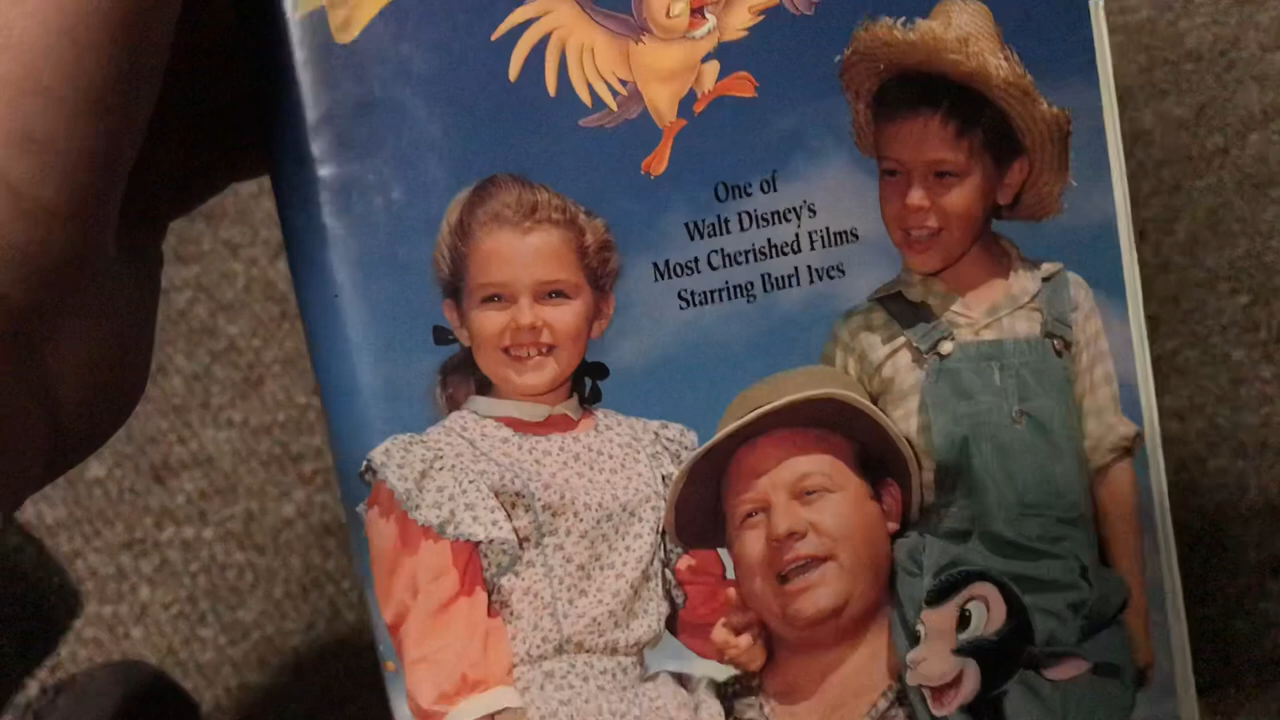 One of
Walt Disney's
Most Cherished Films
Starring Burl Ives